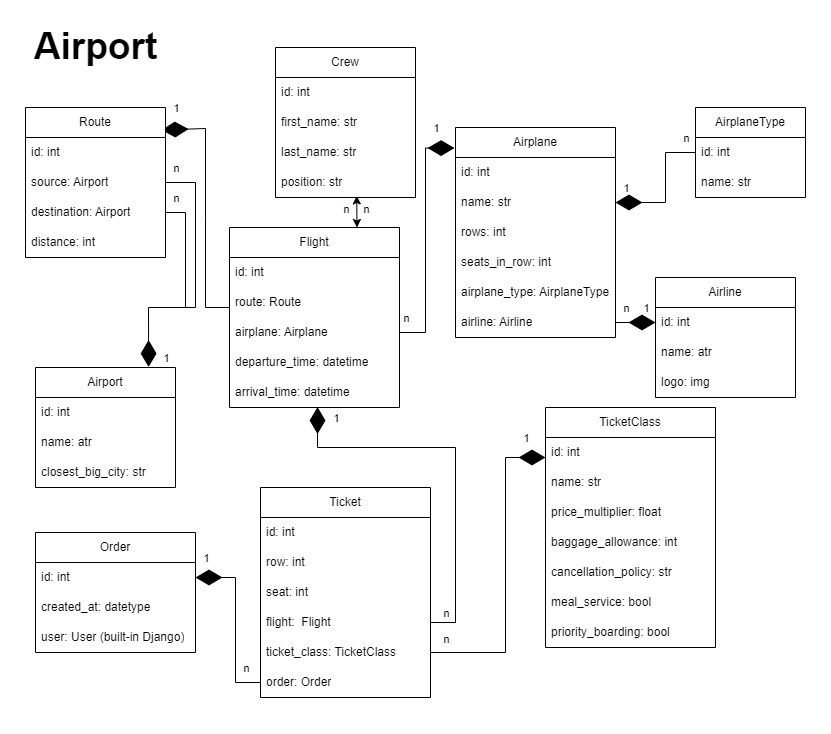 Airport
Crew
id: int
first_name: str
last_name: str
position: str
n
n
Route
id: int
source: Airport
destination: Airport
distance: int
1
n
n
Airplane
id: int
name: str
rows: int
seats_in_row: int
airplane_type: AirplaneType
airline: Airline
1
1
n
AirplaneType
id: int
name: str
n
Flight
id: int
route: Route
airplane: Airplane
departure_time: datetime
arrival_time: datetime
n
1
Airline
id: int
name: atr
logo: img
1
Airport
id: int
name: atr
closest_big_city: str
1
TicketClass
id: int
name: str
price_multiplier: float
baggage_allowance: int
cancellation_policy: str
meal_service: bool
priority_boarding: bool
1
Ticket
id: int
row: int
seat: int
flight:  Flight
ticket_class: TicketClass
order: Order
n
n
n
Order
id: int
created_at: datetype
user: User (built-in Django)
1